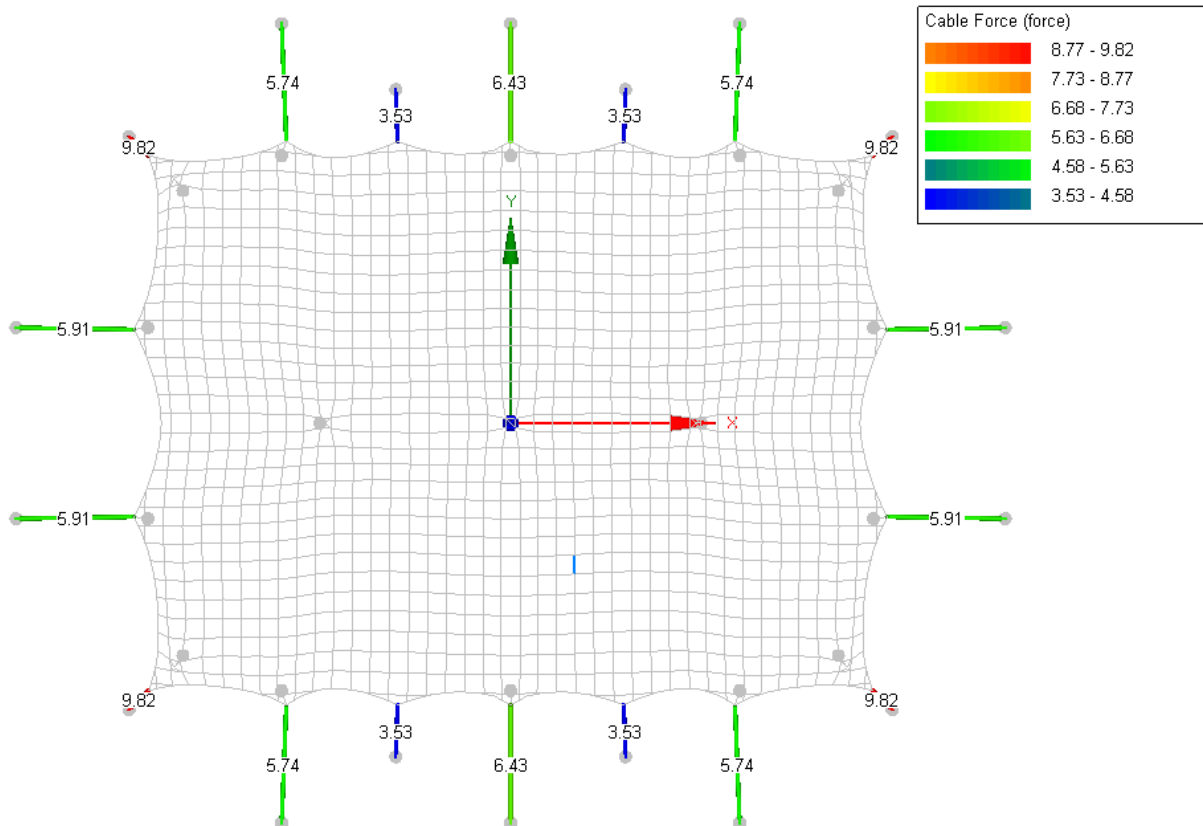 Cable Force (force)
8.77 - 9.82
7.73 - 8.77
6.68 - 7.73
5.63 - 6.68
4.58 - 5.63
3.53 - 4.58
5.74
6.43
5.74
3.53
3.53
9.82
9.82
Y
5.91
5.91
X
5.91
5.91
9.82
9.82
3.53
3.53
5.74
6.43
5.74